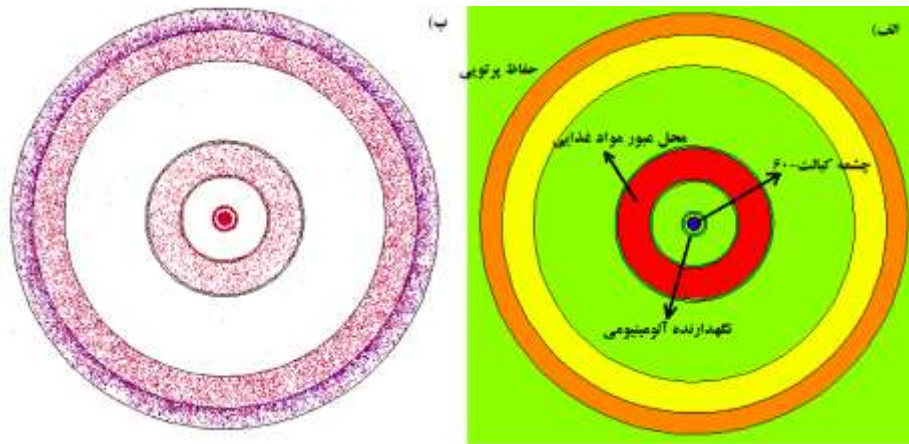 ب)
الف)
حفاظ پرتویی
محل عبور مواد غذایی
چشمه کبالت-۶۰
نگهدارنده آلومینیومی